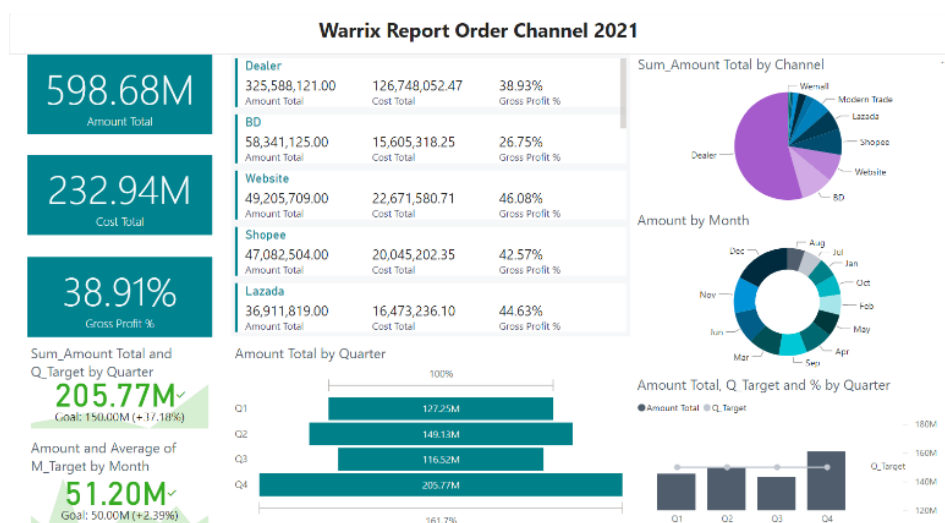 Warrix Report Order Channel 2021
598.68M
Amount Total
232.94M
Cost Total
38.91%
Gross Profit %
Sum_Amount Total and
Q_Target by Quarter
205.77M
Goal: 150.00M (+37.18%)
Amount and Average of
M_Target by Month
51.20M
Goal: 50.00M (+2.39%)
Dealer
325,588,121.00 126,748,052.47 38.93%
Amount Total Cost Total Gross Profit %
BD
58,341,125.00 15,605,318.25 26.75%
Amount Total Cost Total Gross Profit %
Website
49,205,709.00 22,671,580.71 46.08%
Amount Total Cost Total Gross Profit %
Shopee
47,082,504.00 20,045,202.35 42.57%
Amount Total Cost Total Gross Profit %
Lazada
36,911,819.00 16,473,236.10 44.63%
Amount Total Cost Total Gross Profit %
Amount Total by Quarter
100%
Q1 127.25M
Q2 149.13M
Q3 116.52M
Q4 205.77M
161.7%
Sum_Amount Total by Channel
Wemall
Modern Trade
Lazada
Shopee
Website
BD
Dealer
Amount by Month
Aug
Jul
Jan
Oct
Feb
May
Apr
Sep
Mar
Jun
Nov
Dec
Amount Total, Q_Target and % by Quarter
Amount Total Q_Target
180M
160M
Q_Target
140M
120M
Q1 Q2 Q3 Q4